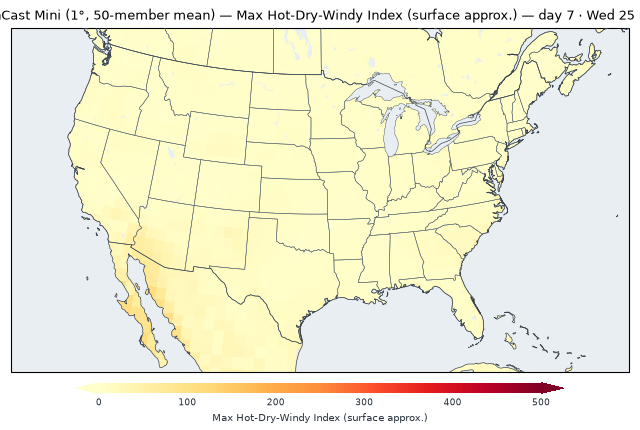 Cast Mini (1°, 50-member mean) — Max Hot-Dry-Windy Index (surface approx.) — day 7 · Wed 25
0 100 200 300 400 500
Max Hot-Dry-Windy Index (surface approx.)